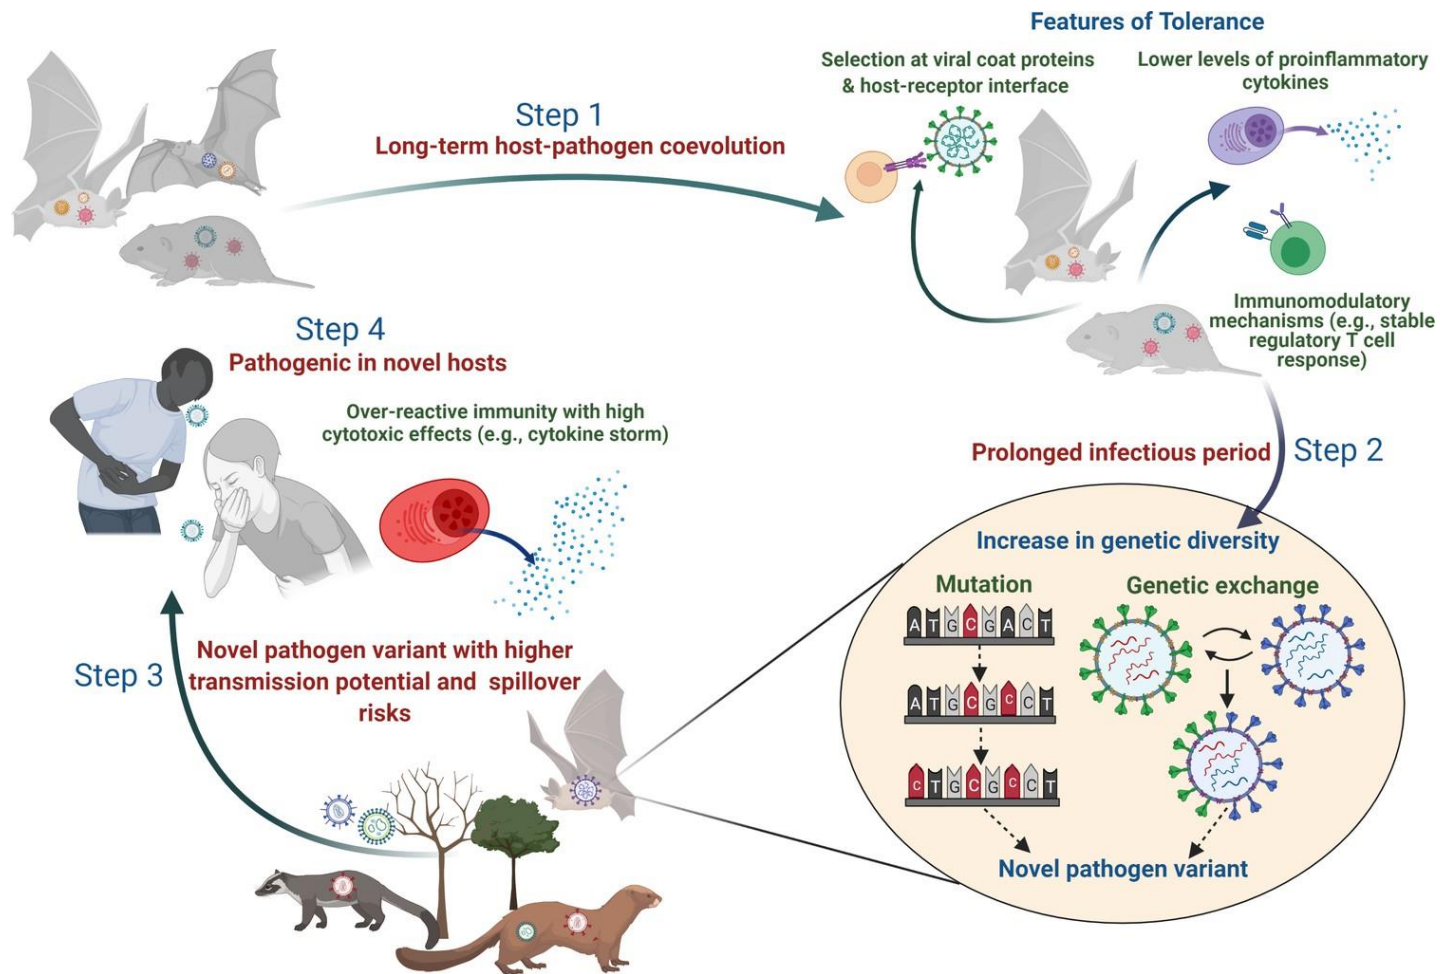 Features of Tolerance
Selection at viral coat proteins
& host-receptor interface
Lower levels of proinflammatory
cytokines
Step 1
Long-term host-pathogen coevolution
Immunomodulatory
mechanisms (e.g., stable
regulatory T cell
response)
Step 2
Prolonged infectious period
Increase in genetic diversity
Mutation
ATGCGACT
ATGCGCCT
CTGCGCCT
Genetic exchange
Novel pathogen variant
Step 3
Novel pathogen variant with higher
transmission potential and spillover
risks
Step 4
Pathogenic in novel hosts
Over-reactive immunity with high
cytotoxic effects (e.g., cytokine storm)